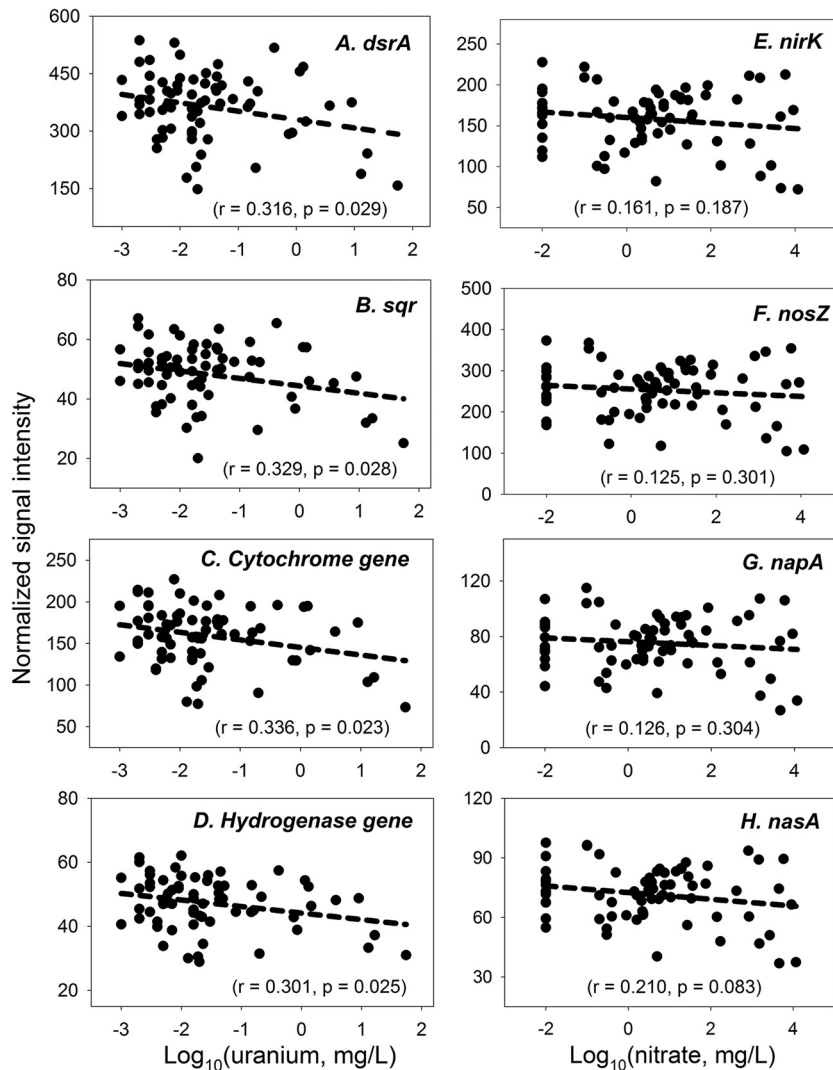 Normalized signal intensity
A. dsrA
600
450
300
150
(r = 0.316, p = 0.029)
-3 -2 -1 0 1 2
E. nirK
250
200
150
100
50
(r = 0.161, p = 0.187)
-2 0 2 4
B. sqr
80
60
40
20
(r = 0.329, p = 0.028)
-3 -2 -1 0 1 2
F. nosZ
500
400
300
200
100
0
(r = 0.125, p = 0.301)
-2 0 2 4
C. Cytochrome gene
250
200
150
100
50
(r = 0.336, p = 0.023)
-3 -2 -1 0 1 2
G. napA
160
120
80
40
0
(r = 0.126, p = 0.304)
-2 0 2 4
D. Hydrogenase gene
80
60
40
20
(r = 0.301, p = 0.025)
-3 -2 -1 0 1 2
Log10(uranium, mg/L)
H. nasA
120
90
60
30
(r = 0.210, p = 0.083)
-2 0 2 4
Log10(nitrate, mg/L)